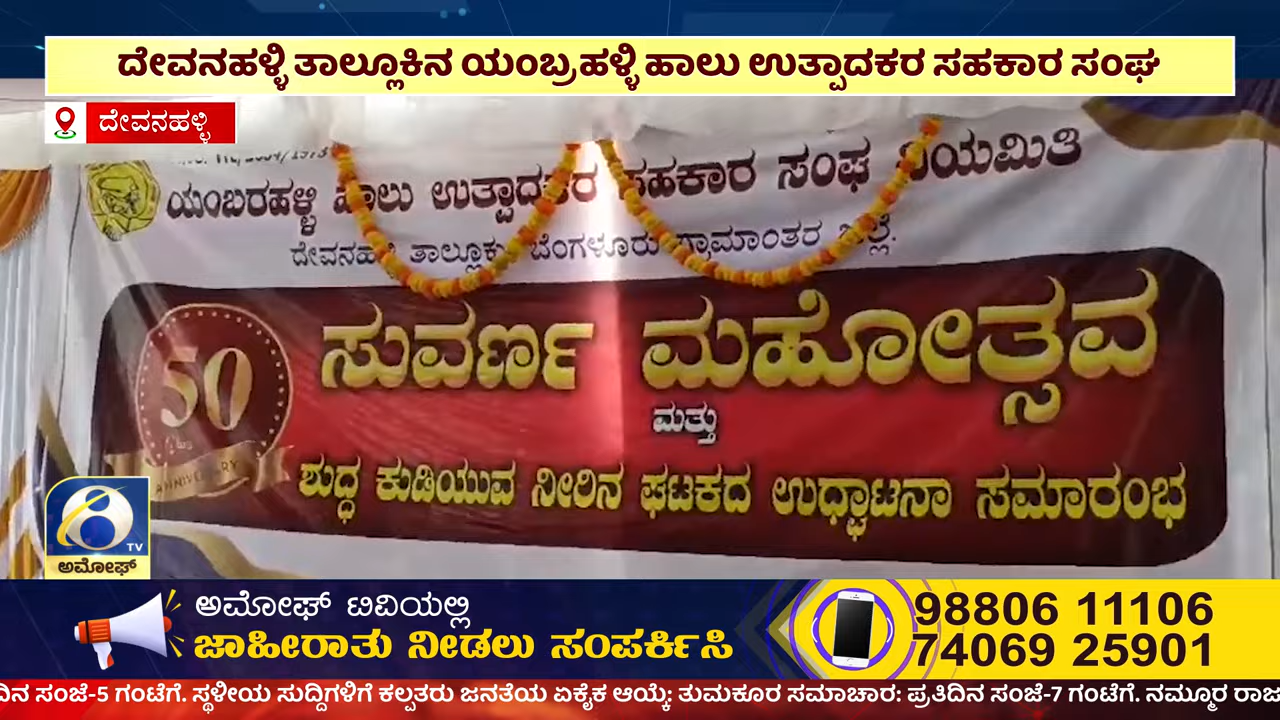 ದೇವನಹಳ್ಳಿ ತಾಲ್ಲೂಕಿನ ಯಂಬ್ರಹಳ್ಳಿ ಹಾಲು ಉತ್ಪಾದಕರ ಸಹಕಾರ ಸಂಘ
ದೇವನಹಳ್ಳಿ
ಯಂಬರಹಳ್ಳಿ ಹಾಲು ಉತ್ಪಾದಕರ ಸಹಕಾರ ಸಂಘ ನಿಯಮಿತಿ
ದೇವನಹಳ್ಳಿ ತಾಲ್ಲೂಕು, ಬೆಂಗಳೂರು ಗ್ರಾಮಾಂತರ ಜಿಲ್ಲೆ.
50
ANNIVERSARY
ಸುವರ್ಣ ಮಹೋತ್ಸವ
ಮತ್ತು
ಶುದ್ಧ ಕುಡಿಯುವ ನೀರಿನ ಘಟಕದ ಉಧ್ಘಾಟನಾ ಸಮಾರಂಭ
TV
ಅಮೋಘ್
ಅಮೋಘ್ ಟಿವಿಯಲ್ಲಿ
ಜಾಹೀರಾತು ನೀಡಲು ಸಂಪರ್ಕಿಸಿ
98806 11106
74069 25901
ದಿನ ಸಂಜೆ-5 ಗಂಟೆಗೆ. ಸ್ಥಳೀಯ ಸುದ್ದಿಗಳಿಗೆ ಕಲ್ಪತರು ಜನತೆಯ ಏಕೈಕ ಆಯ್ಕೆ; ತುಮಕೂರ ಸಮಾಚಾರ: ಪ್ರತಿದಿನ ಸಂಜೆ-7 ಗಂಟೆಗೆ. ನಮ್ಮೂರ ರಾಜ